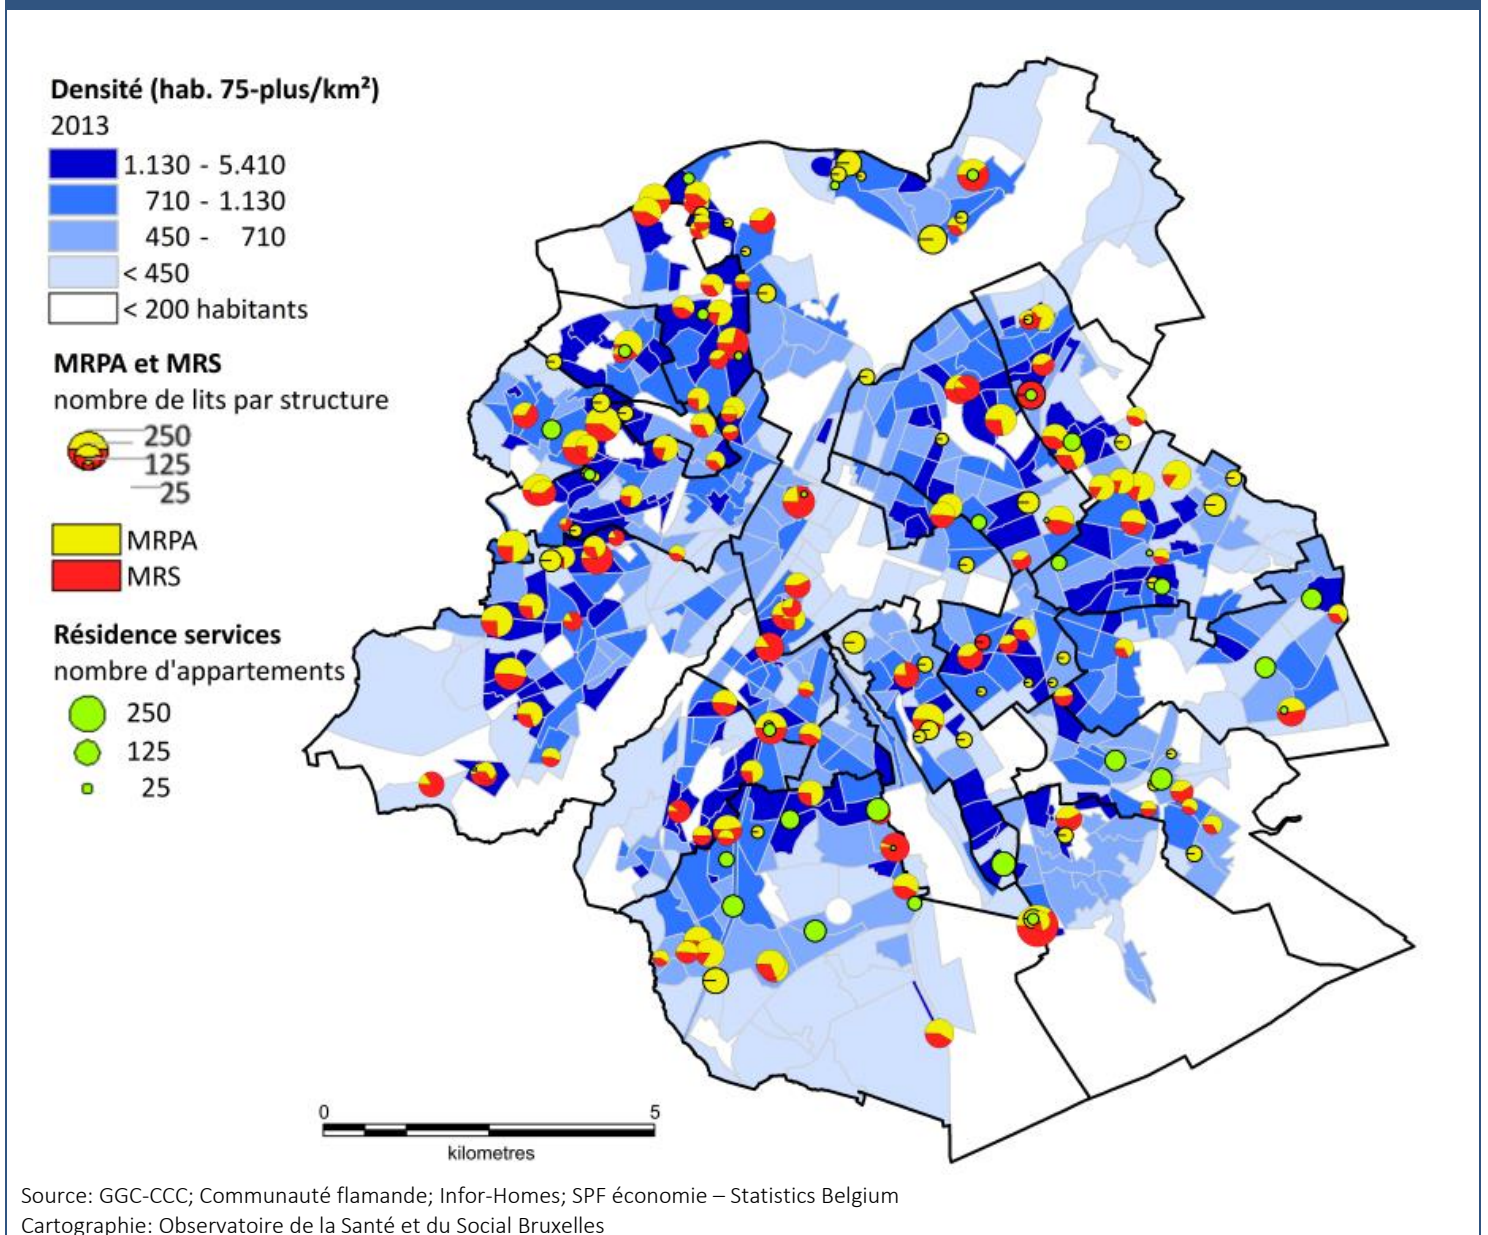 Densité (hab. 75-plus/km²)
2013
1.130 - 5.410
710 - 1.130
450 - 710
< 450
< 200 habitants
MRPA et MRS
nombre de lits par structure
250
125
25
MRPA
MRS
Résidence services
nombre d'appartements
250
125
25
0 5
kilometres
Source: GGC-CCC; Communauté flamande; Infor-Homes; SPF économie – Statistics Belgium
Cartographie: Observatoire de la Santé et du Social Bruxelles